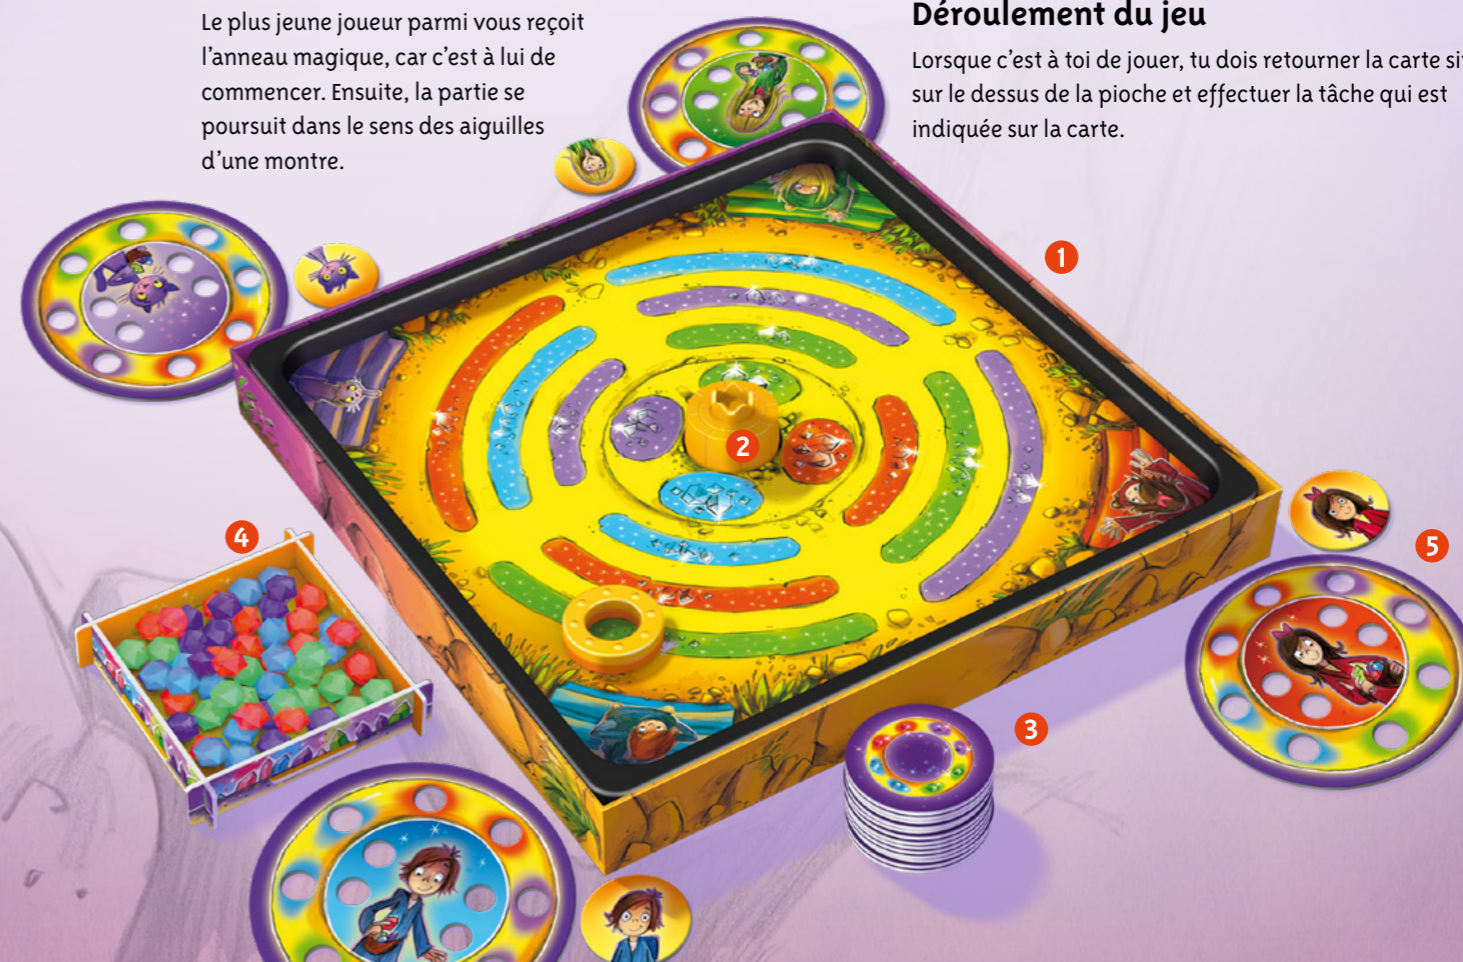 Le plus jeune joueur parmi vous reçoit
l'anneau magique, car c'est à lui de
commencer. Ensuite, la partie se
poursuit dans le sens des aiguilles
d'une montre.
Déroulement du jeu
Lorsque c'est à toi de jouer, tu dois retourner la carte
sur le dessus de la pioche et effectuer la tâche qui est
indiquée sur la carte.
1
2
3
4
5